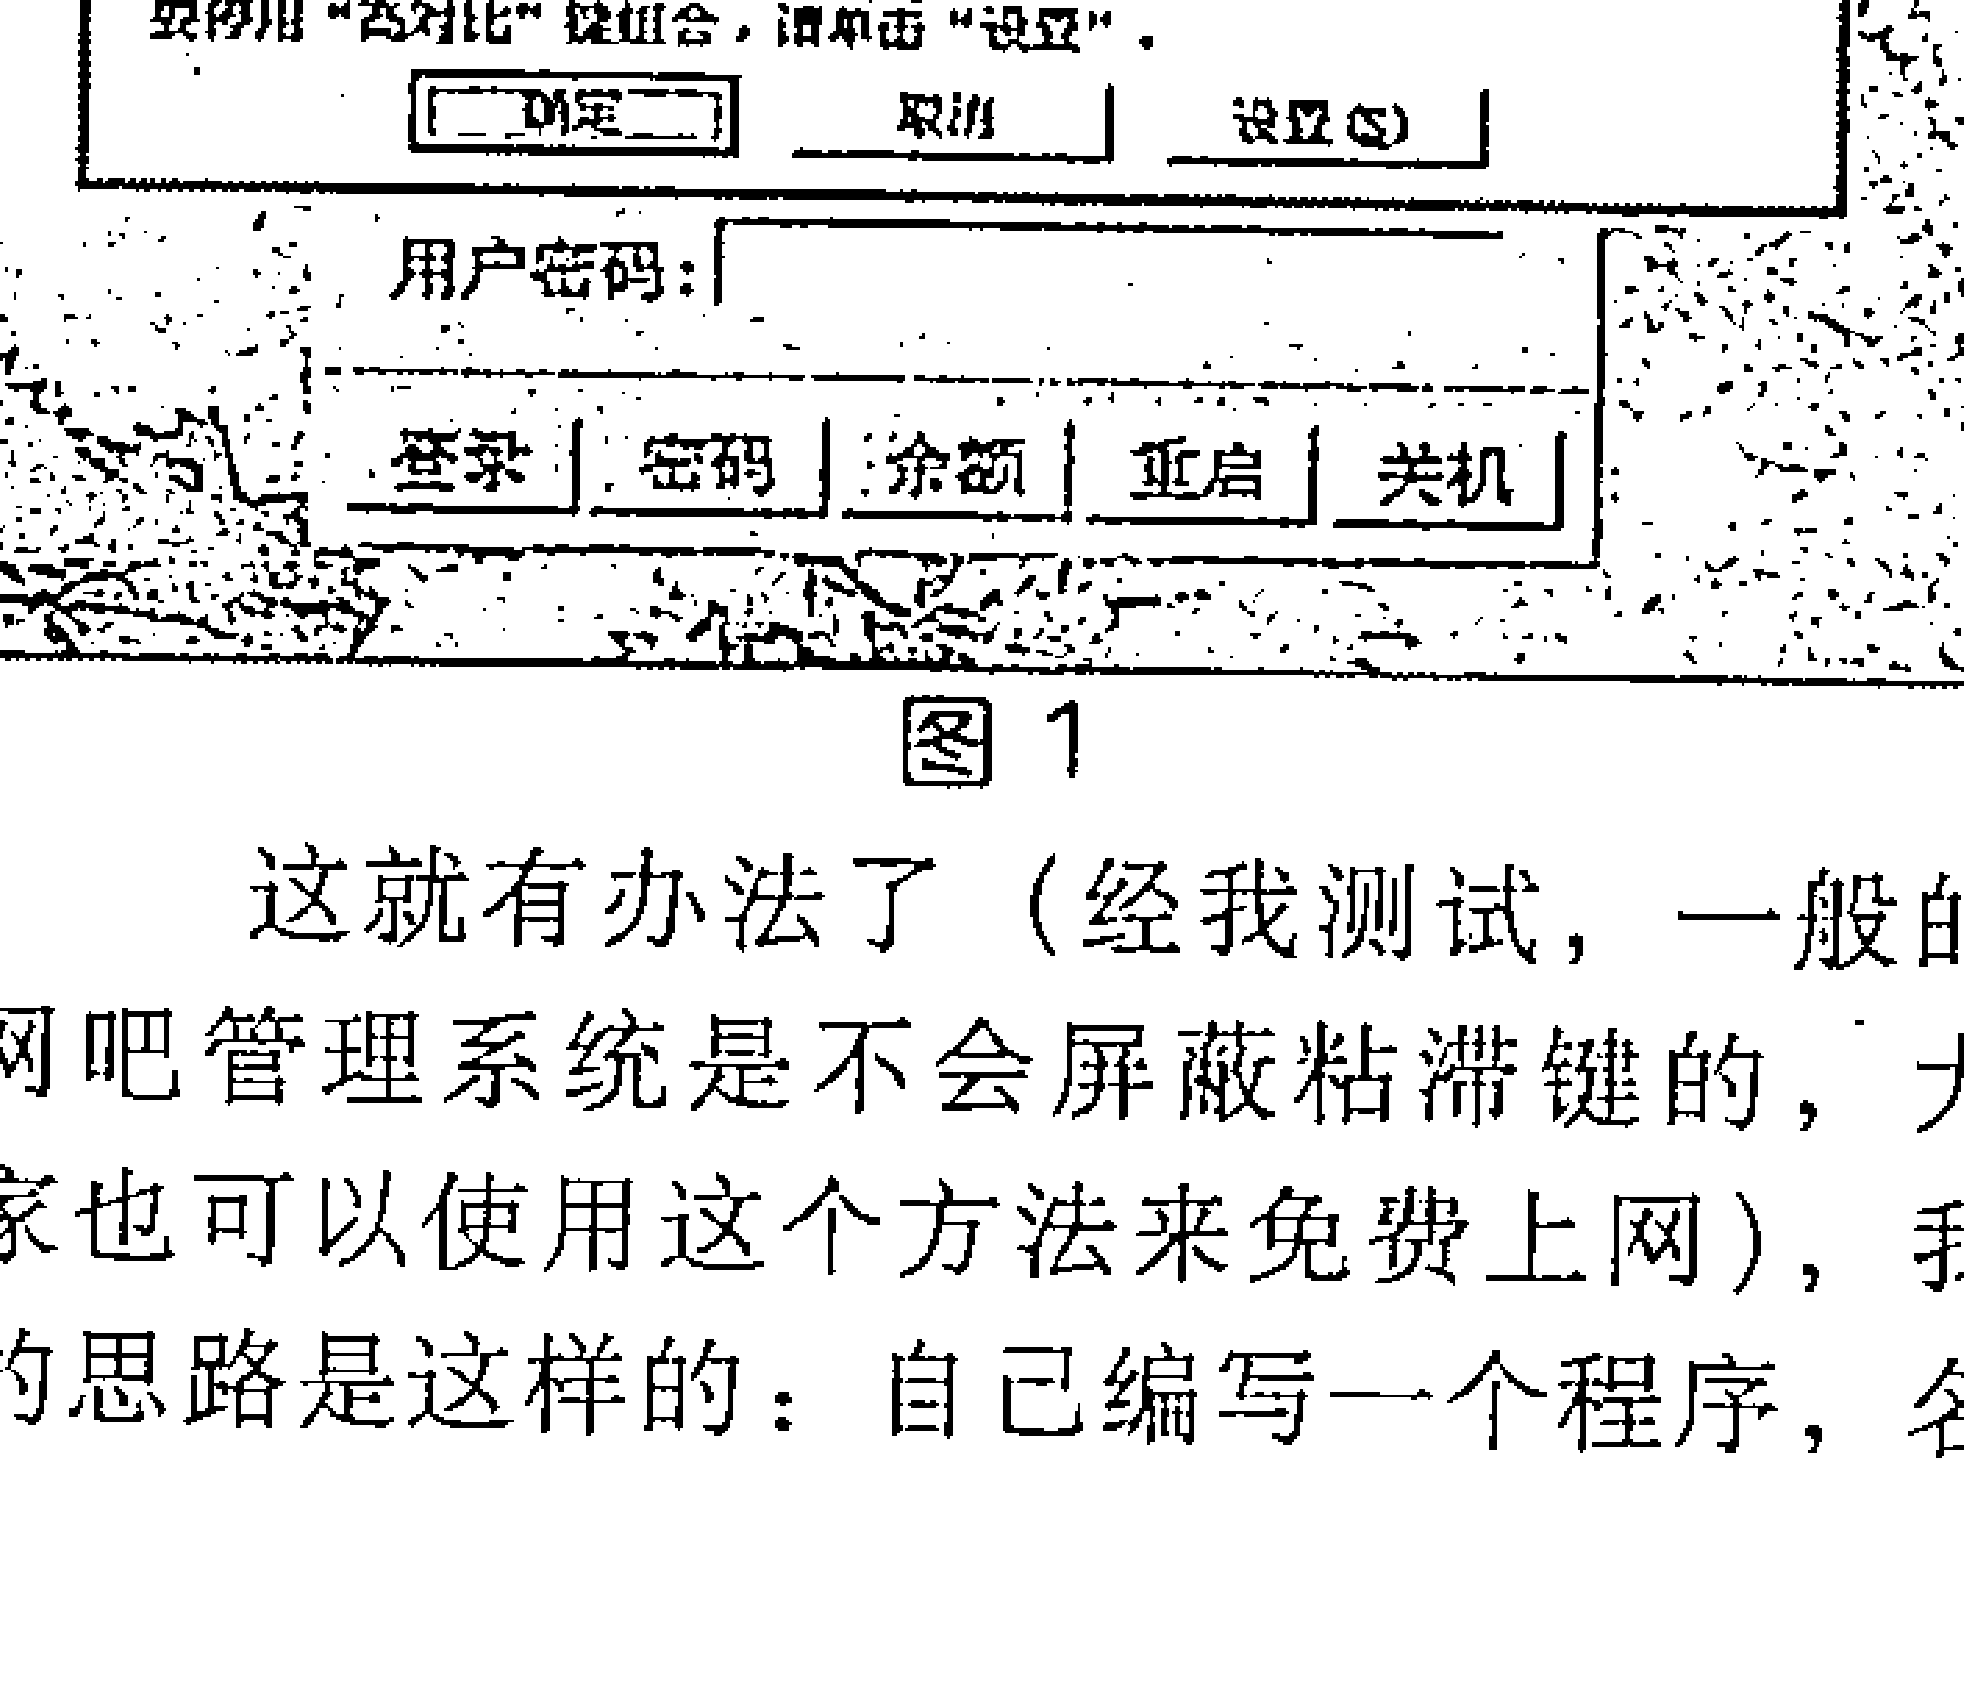 要停用“高对比”键组合，请单击“设置”。
确定 取消 设置(S)
用户密码:
登录 密码 余额 重启 关机
图 1
这就有办法了（经我测试，一般的
网吧管理系统是不会屏蔽粘滞键的，大
家也可以使用这个方法来免费上网），我
的思路是这样的：自己编写一个程序，名